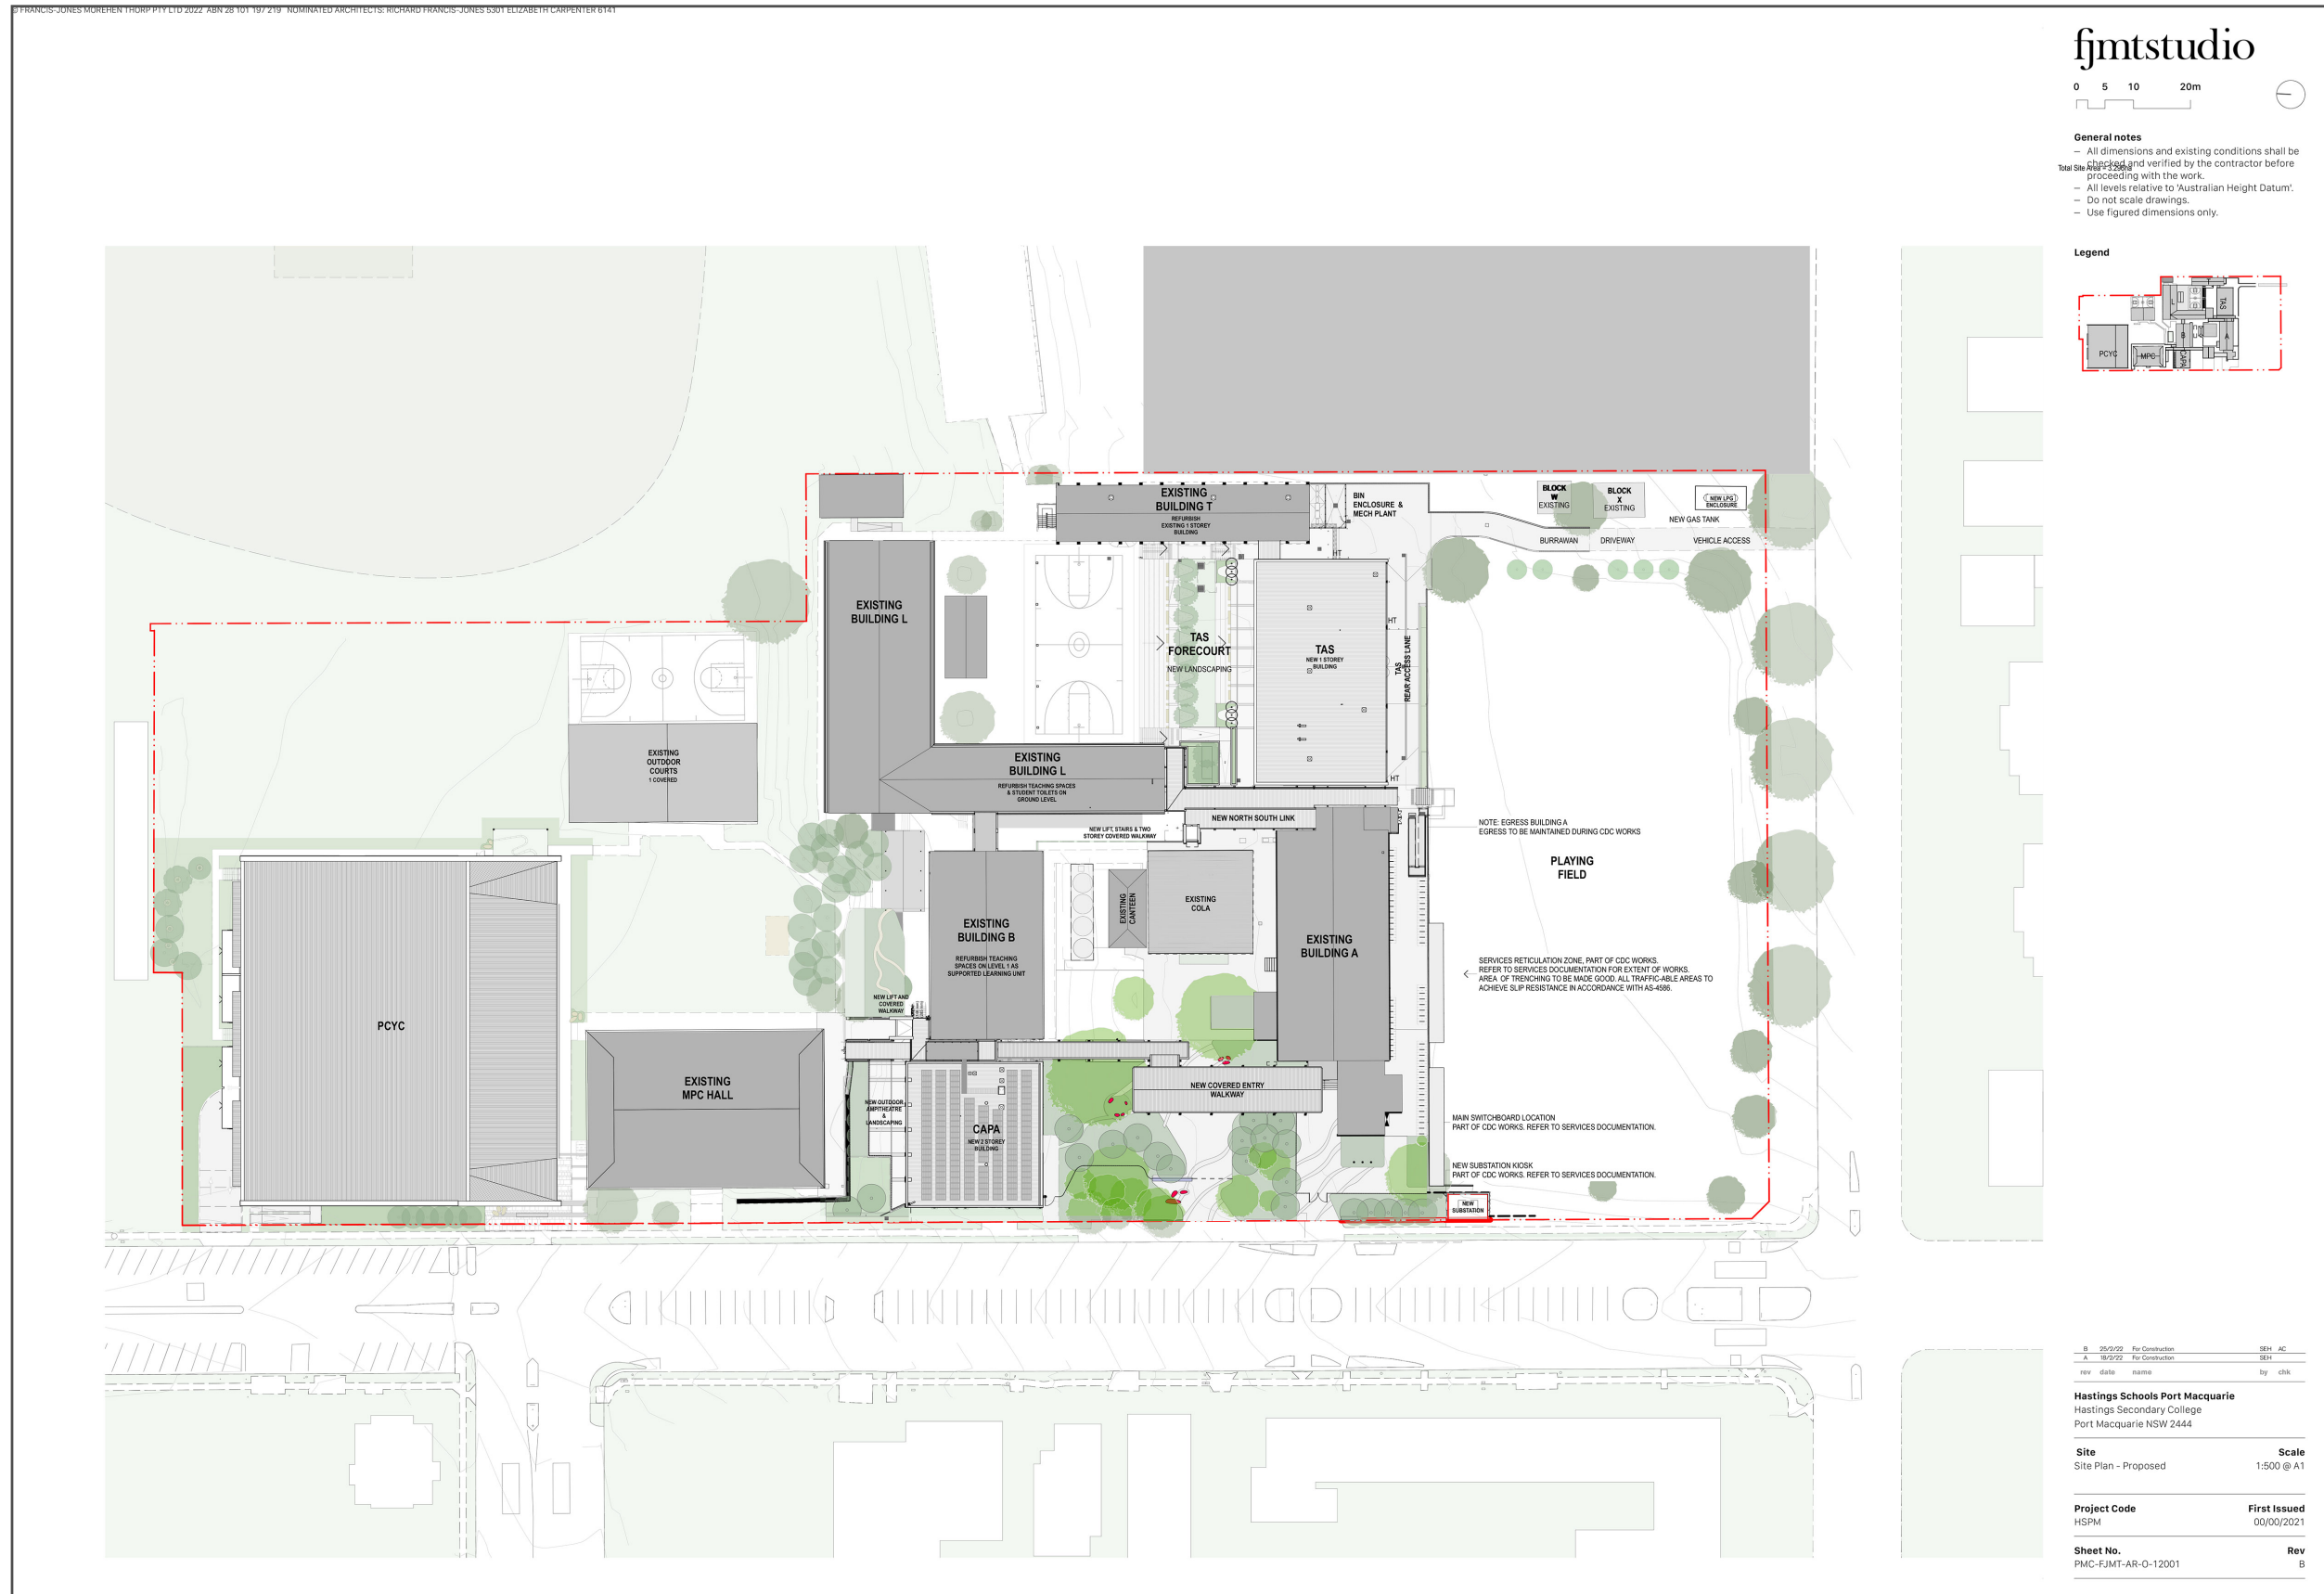 © FRANCIS-JONES MOREHEN THORP PTY LTD 2022 ABN 28 101 197 219 NOMINATED ARCHITECTS: RICHARD FRANCIS-JONES 5301 ELIZABETH CARPENTER 6141
fjmtstudio
0 5 10 20m
General notes
– All dimensions and existing conditions shall be
checked and verified by the contractor before
Total Site Area = 3.296ha
proceeding with the work.
– All levels relative to 'Australian Height Datum'.
– Do not scale drawings.
– Use figured dimensions only.
Legend
PCYC
MPC
CAPA
B
L
T
TAS
A
EXISTING
BUILDING T
REFURBISH
EXISTING 1 STOREY
BUILDING
BIN
ENCLOSURE &
MECH PLANT
BLOCK
W
EXISTING
BLOCK
X
EXISTING
NEW LPG
ENCLOSURE
NEW GAS TANK
BURRAWAN
DRIVEWAY
VEHICLE ACCESS
HT
EXISTING
BUILDING L
TAS
FORECOURT
NEW LANDSCAPING
TAS
NEW 1 STOREY
BUILDING
HT
TAS
REAR ACCESS LANE
HT
EXISTING
OUTDOOR
COURTS
1 COVERED
EXISTING
BUILDING L
REFURBISH TEACHING SPACES
& STUDENT TOILETS ON
GROUND LEVEL
NEW LIFT, STAIRS & TWO
STOREY COVERED WALKWAY
NEW NORTH SOUTH LINK
NOTE: EGRESS BUILDING A
EGRESS TO BE MAINTAINED DURING CDC WORKS
PLAYING
FIELD
EXISTING
CANTEEN
EXISTING
COLA
EXISTING
BUILDING B
REFURBISH TEACHING
SPACES ON LEVEL 1 AS
SUPPORTED LEARNING UNIT
EXISTING
BUILDING A
SERVICES RETICULATION ZONE, PART OF CDC WORKS.
REFER TO SERVICES DOCUMENTATION FOR EXTENT OF WORKS.
AREA OF TRENCHING TO BE MADE GOOD. ALL TRAFFIC-ABLE AREAS TO
ACHIEVE SLIP RESISTANCE IN ACCORDANCE WITH AS-4586.
NEW LIFT AND
COVERED
WALKWAY
PCYC
EXISTING
MPC HALL
NEW OUTDOOR
AMPITHEATRE
&
LANDSCAPING
CAPA
NEW 2 STOREY
BUILDING
NEW COVERED ENTRY
WALKWAY
MAIN SWITCHBOARD LOCATION
PART OF CDC WORKS. REFER TO SERVICES DOCUMENTATION.
NEW SUBSTATION KIOSK
PART OF CDC WORKS. REFER TO SERVICES DOCUMENTATION.
NEW
SUBSTATION
B 25/2/22 For Construction SEH AC
A 18/2/22 For Construction SEH
rev date name by chk
Hastings Schools Port Macquarie
Hastings Secondary College
Port Macquarie NSW 2444
Site Scale
Site Plan - Proposed 1:500 @ A1
Project Code First Issued
HSPM 00/00/2021
Sheet No. Rev
PMC-FJMT-AR-O-12001 B